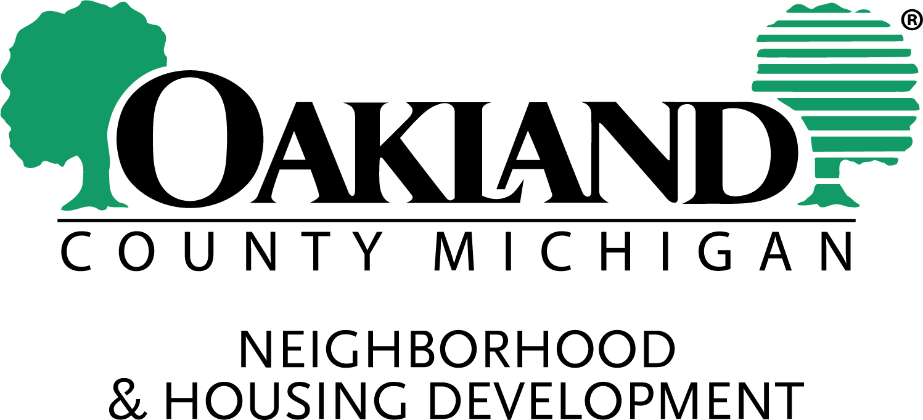 OAKLAND®
COUNTY MICHIGAN
NEIGHBORHOOD
& HOUSING DEVELOPMENT